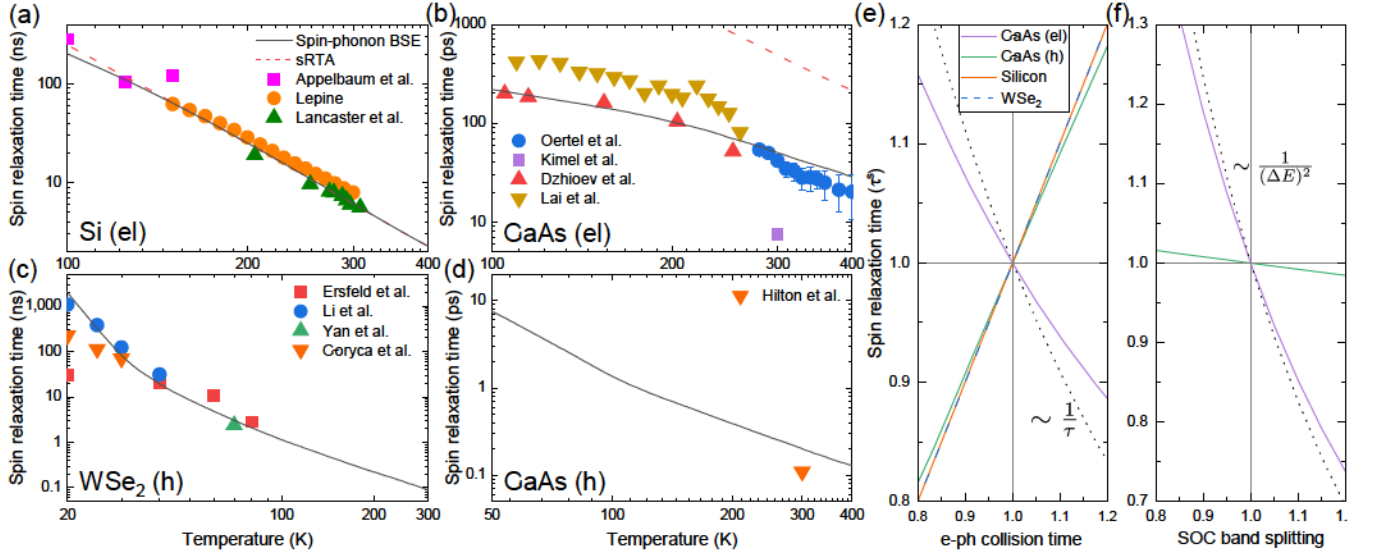 (a)
Spin relaxation time (ns)
100
10
Spin-phonon BSE
sRTA
Appelbaum et al.
Lepine
Lancaster et al.
Si (el)
100
200
300
400
(b)
Spin relaxation time (ps)
1000
100
10
Oertel et al.
Kimel et al.
Dzhioev et al.
Lai et al.
GaAs (el)
100
200
300
400
(c)
Spin relaxation time (ns)
1,000
100
10
1
0.1
Ersfeld et al.
Li et al.
Yan et al.
Goryca et al.
WSe₂ (h)
20
100
200
300
Temperature (K)
(d)
Spin relaxation time (ps)
10
1
0.1
Hilton et al.
GaAs (h)
50
100
200
300
400
Temperature (K)
(e)
Spin relaxation time (τˢ)
1.2
1.1
1.0
0.9
0.8
GaAs (el)
GaAs (h)
Silicon
WSe₂
~ 1/τ
0.8
0.9
1.0
1.1
1.2
e-ph collision time
(f)
1.3
1.2
1.1
1.0
0.9
0.8
0.7
~ 1/(ΔE)²
0.8
1.0
1.2
SOC band splitting